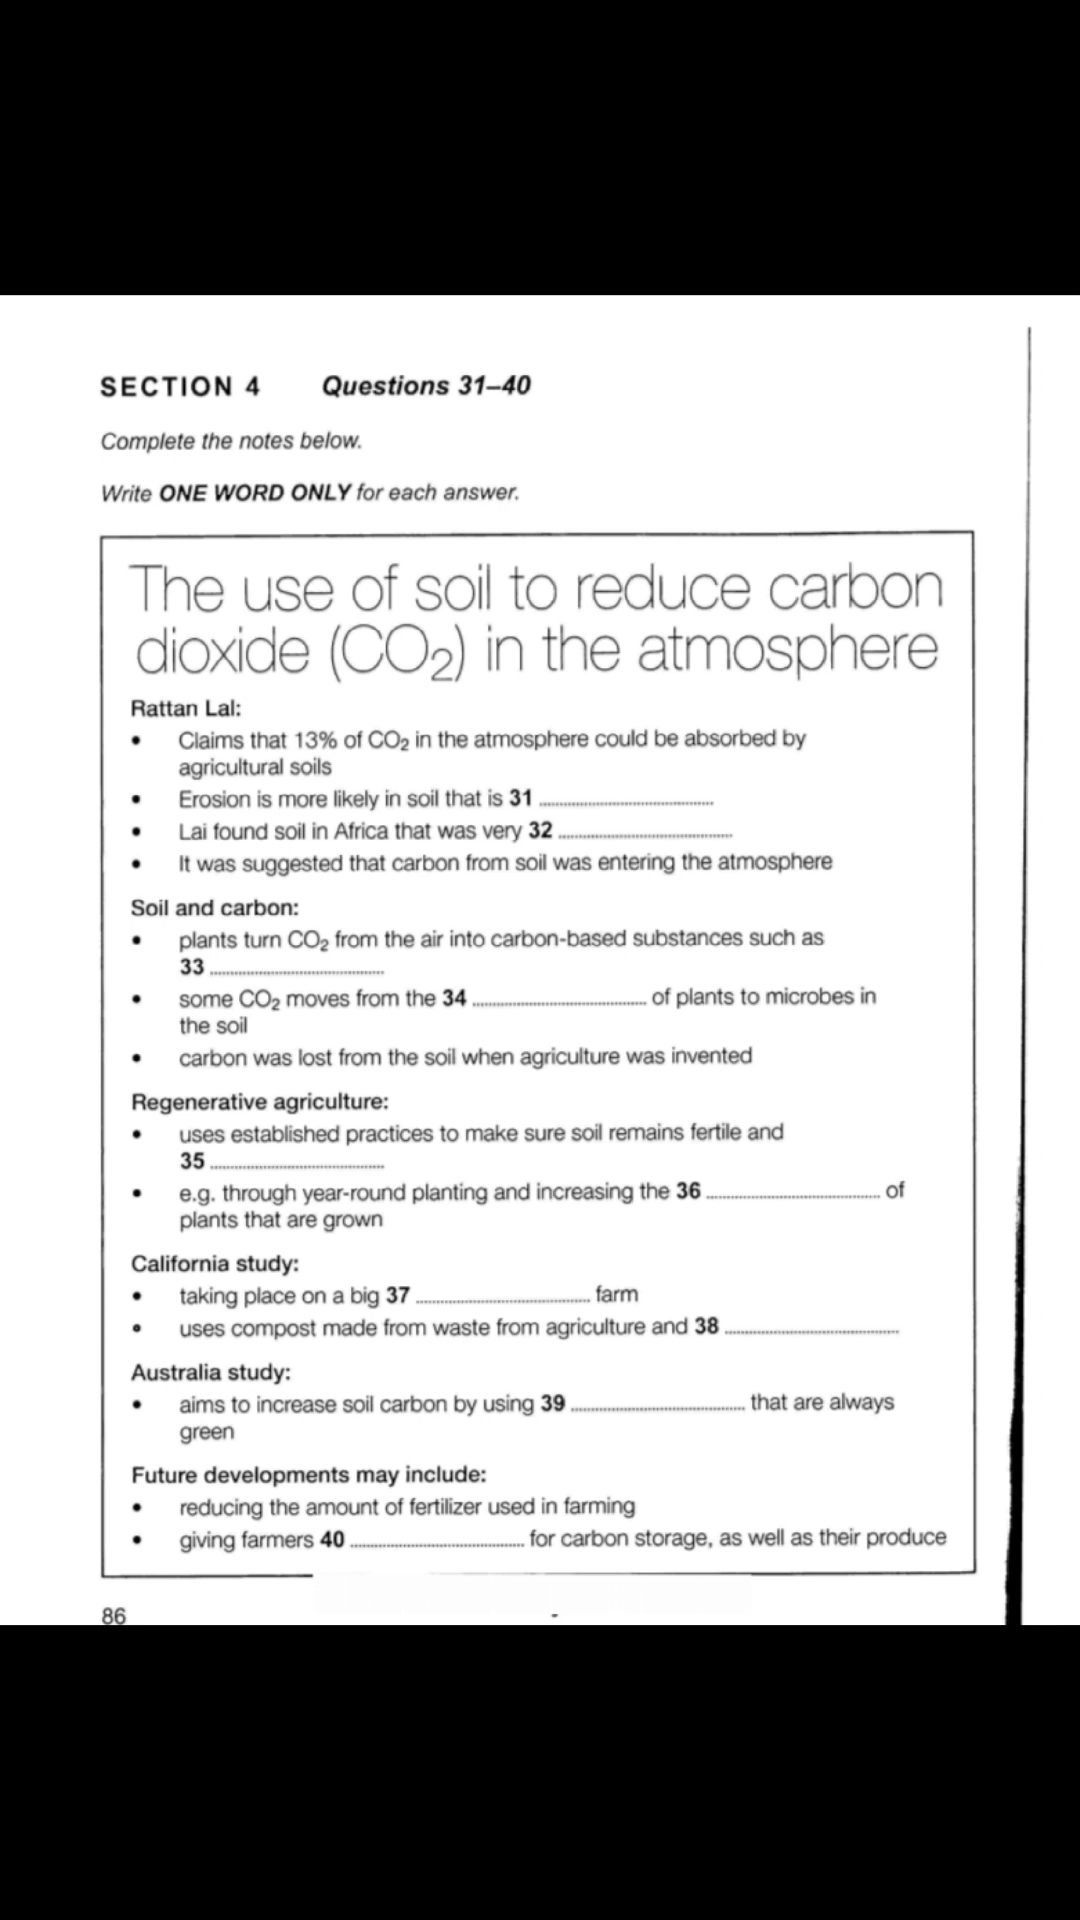 SECTION 4 Questions 31–40
Complete the notes below.
Write ONE WORD ONLY for each answer.
The use of soil to reduce carbon
dioxide (CO₂) in the atmosphere
Rattan Lal:
• Claims that 13% of CO₂ in the atmosphere could be absorbed by
agricultural soils
• Erosion is more likely in soil that is 31 ....................
• Lai found soil in Africa that was very 32 ....................
• It was suggested that carbon from soil was entering the atmosphere
Soil and carbon:
• plants turn CO₂ from the air into carbon-based substances such as
33 ....................
• some CO₂ moves from the 34 .................... of plants to microbes in
the soil
• carbon was lost from the soil when agriculture was invented
Regenerative agriculture:
• uses established practices to make sure soil remains fertile and
35 ....................
• e.g. through year-round planting and increasing the 36 .................... of
plants that are grown
California study:
• taking place on a big 37 .................... farm
• uses compost made from waste from agriculture and 38 ....................
Australia study:
• aims to increase soil carbon by using 39 .................... that are always
green
Future developments may include:
• reducing the amount of fertilizer used in farming
• giving farmers 40 .................... for carbon storage, as well as their produce
86